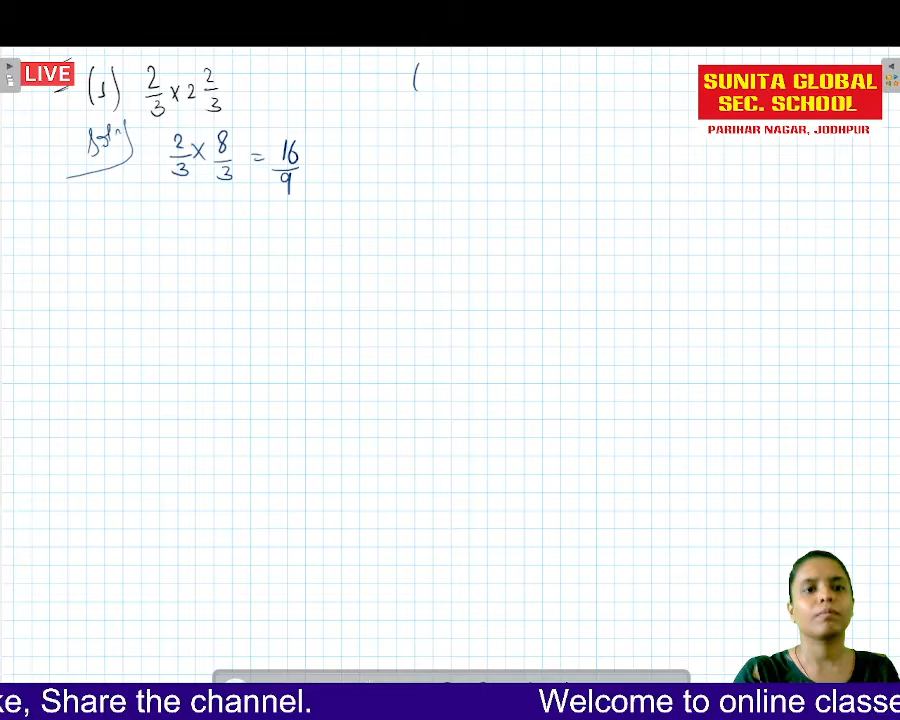 LIVE
(1) 2/3 × 2 2/3
Soln
2/3 × 8/3 = 16/9
(
SUNITA GLOBAL
SEC. SCHOOL
PARIHAR NAGAR, JODHPUR
ke, Share the channel.
Welcome to online classe